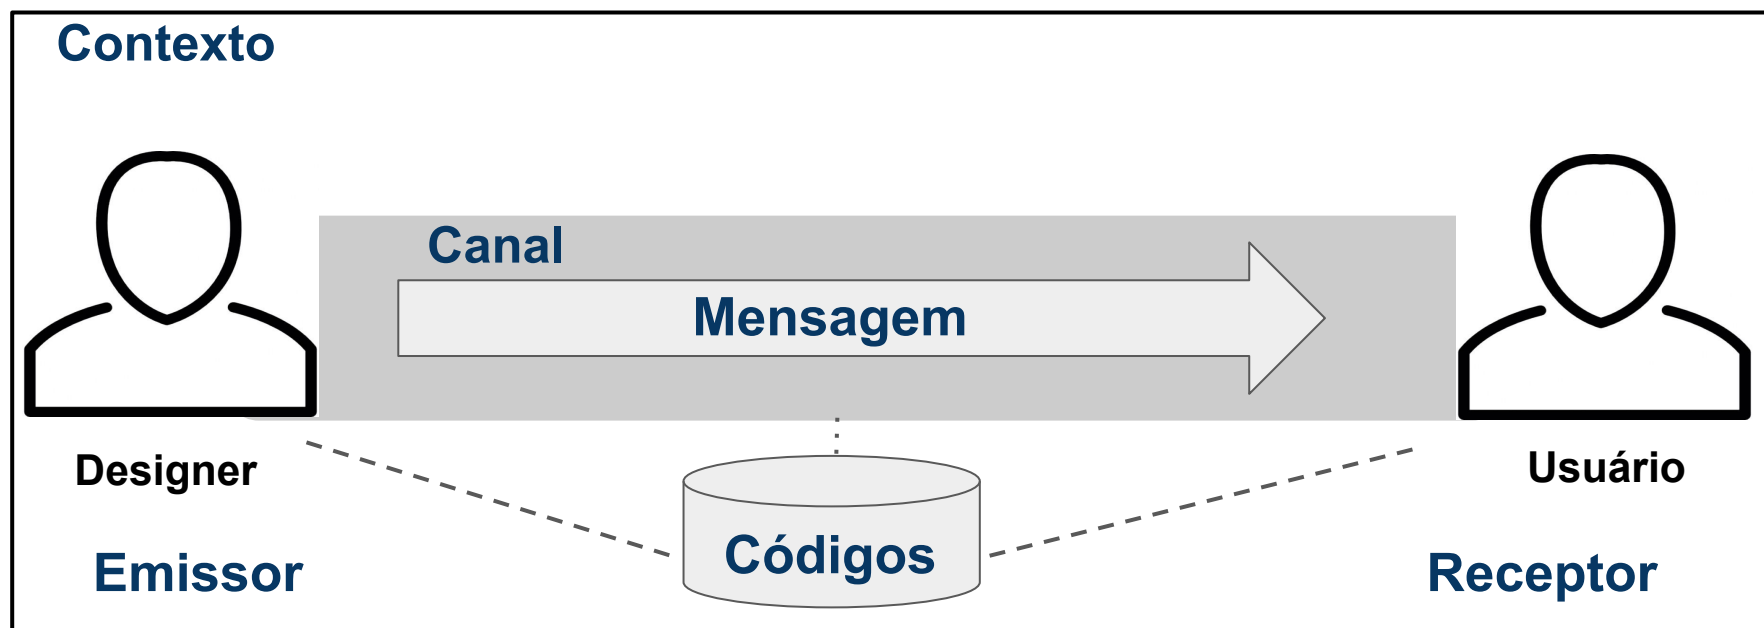 Contexto
Canal
Mensagem
Designer
Usuário
Códigos
Emissor
Receptor